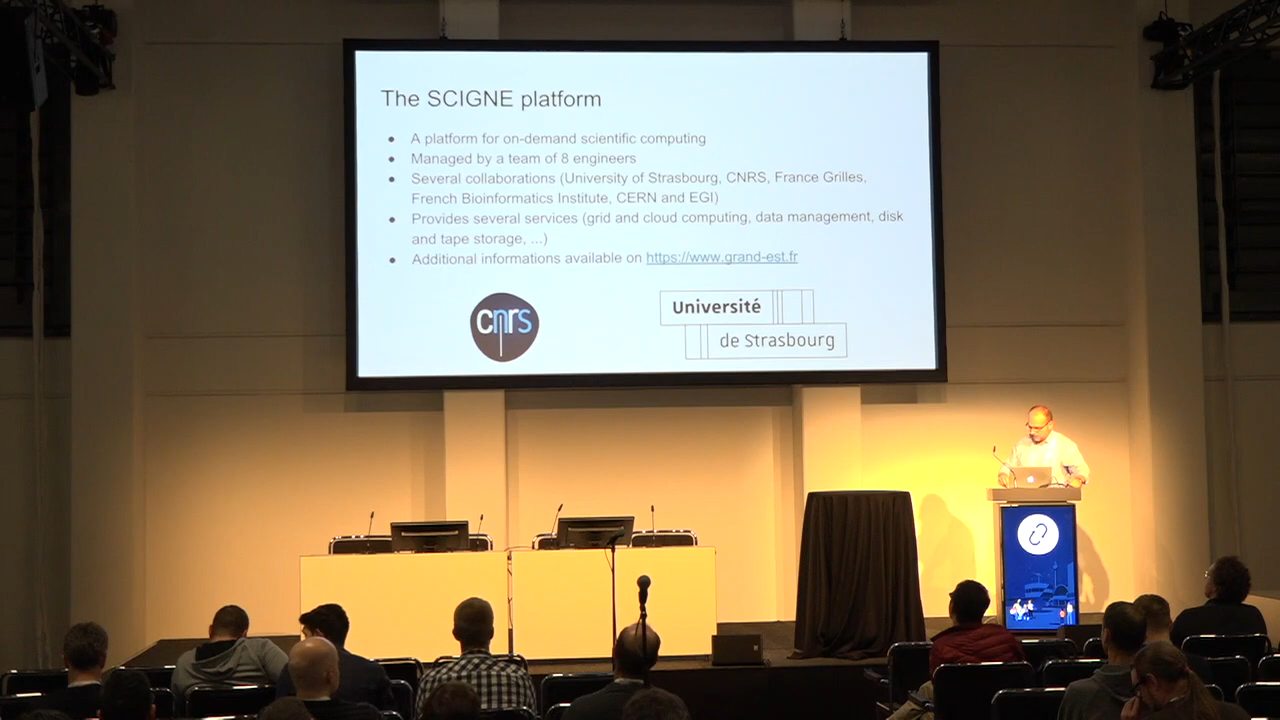 The SCIGNE platform
● A platform for on-demand scientific computing
● Managed by a team of 8 engineers
● Several collaborations (University of Strasbourg, CNRS, France Grilles,
French Bioinformatics Institute, CERN and EGI)
● Provides several services (grid and cloud computing, data management, disk
and tape storage, ...)
● Additional informations available on https://www.grand-est.fr
cnrs
Université
de Strasbourg